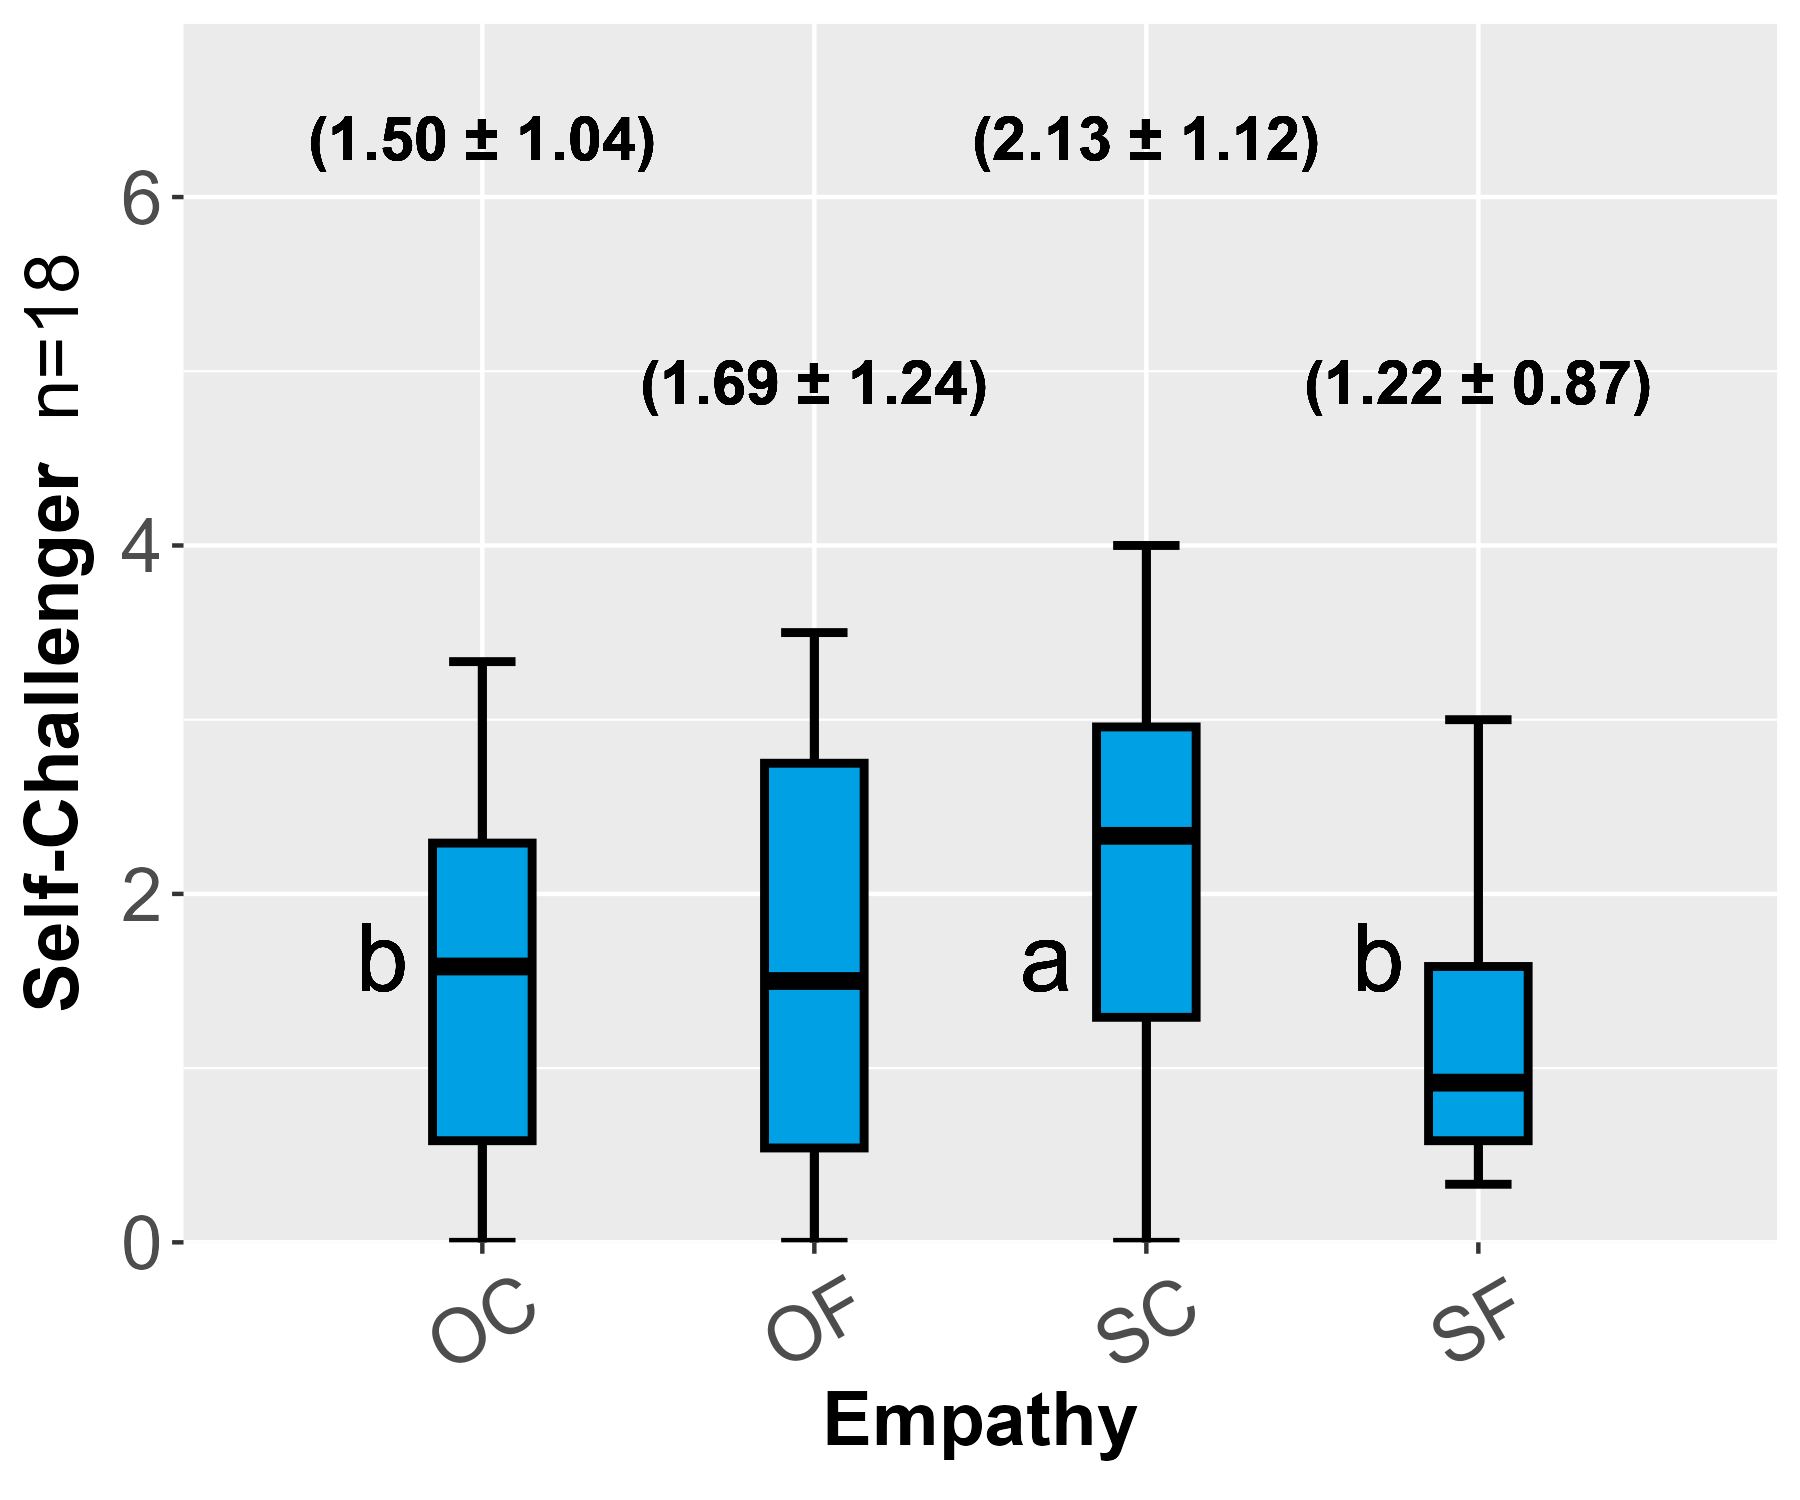 (1.50 ± 1.04)
(2.13 ± 1.12)
(1.69 ± 1.24)
(1.22 ± 0.87)
Self-Challenger n=18
6
4
2
0
b
a
b
OC
OF
SC
SF
Empathy